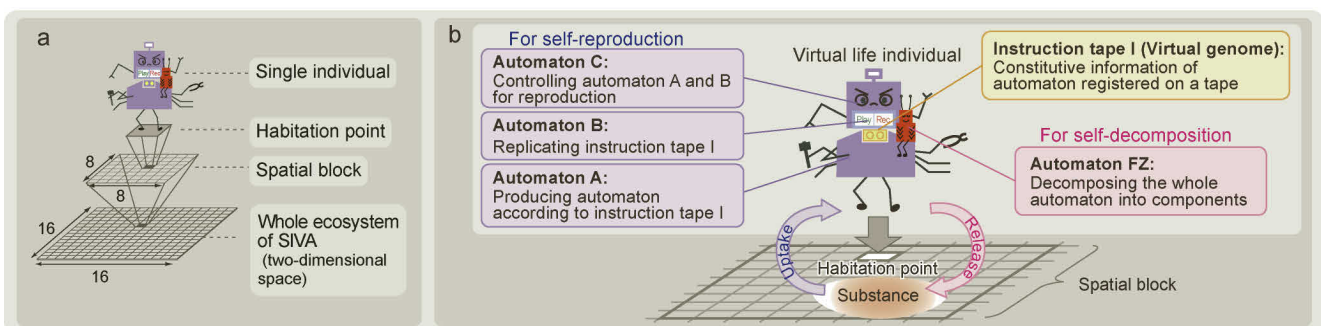 a
Single individual
Habitation point
Spatial block
Whole ecosystem
of SIVA
(two-dimensional
space)
Play Rec
8
8
16
16
b
For self-reproduction
Automaton C:
Controlling automaton A and B
for reproduction
Automaton B:
Replicating instruction tape I
Automaton A:
Producing automaton
according to instruction tape I
Virtual life individual
Play Rec
Instruction tape I (Virtual genome):
Constitutive information of
automaton registered on a tape
For self-decomposition
Automaton FZ:
Decomposing the whole
automaton into components
Uptake
Release
Habitation point
Substance
Spatial block